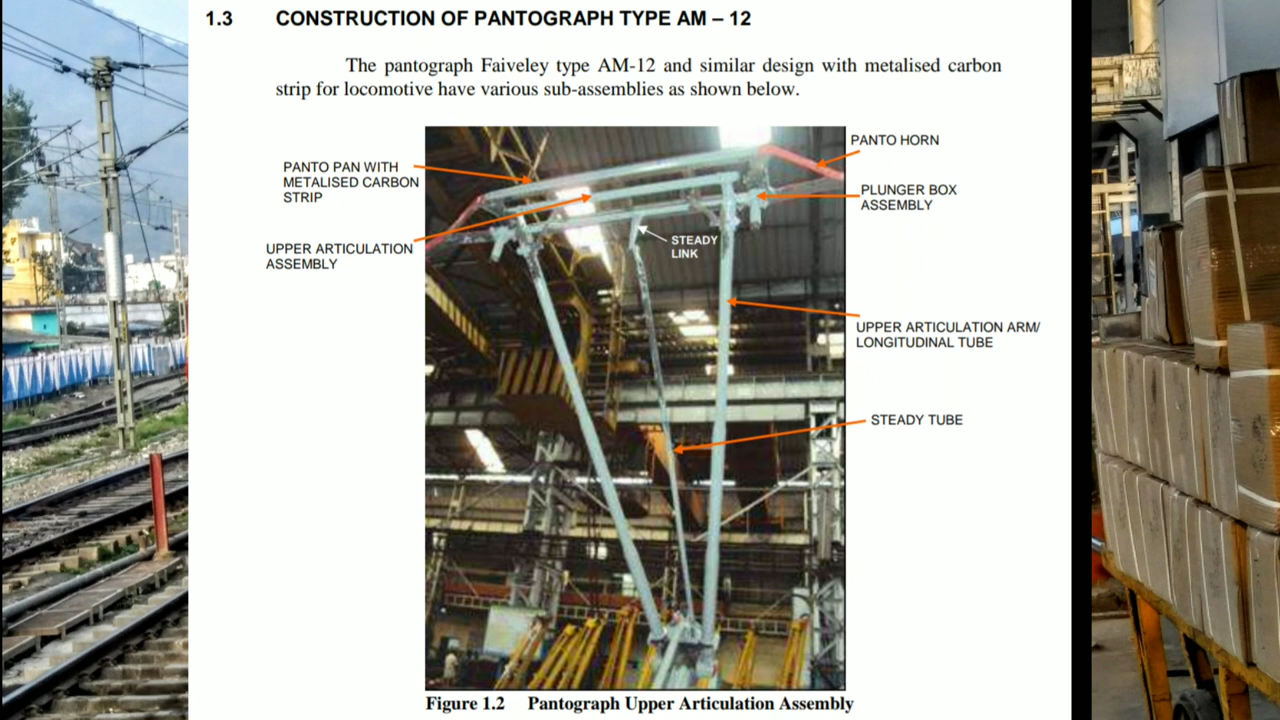 1.3 CONSTRUCTION OF PANTOGRAPH TYPE AM – 12
The pantograph Faiveley type AM-12 and similar design with metalised carbon
strip for locomotive have various sub-assemblies as shown below.
PANTO HORN
PANTO PAN WITH
METALISED CARBON
STRIP
PLUNGER BOX
ASSEMBLY
UPPER ARTICULATION
ASSEMBLY
STEADY
LINK
UPPER ARTICULATION ARM/
LONGITUDINAL TUBE
STEADY TUBE
Figure 1.2 Pantograph Upper Articulation Assembly